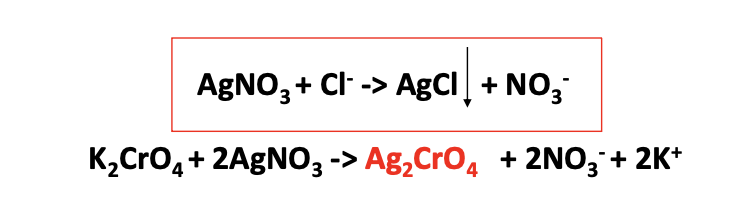 AgNO₃ + Cl⁻ -> AgCl↓ + NO₃⁻
K₂CrO₄ + 2AgNO₃ -> Ag₂CrO₄ + 2NO₃⁻ + 2K⁺